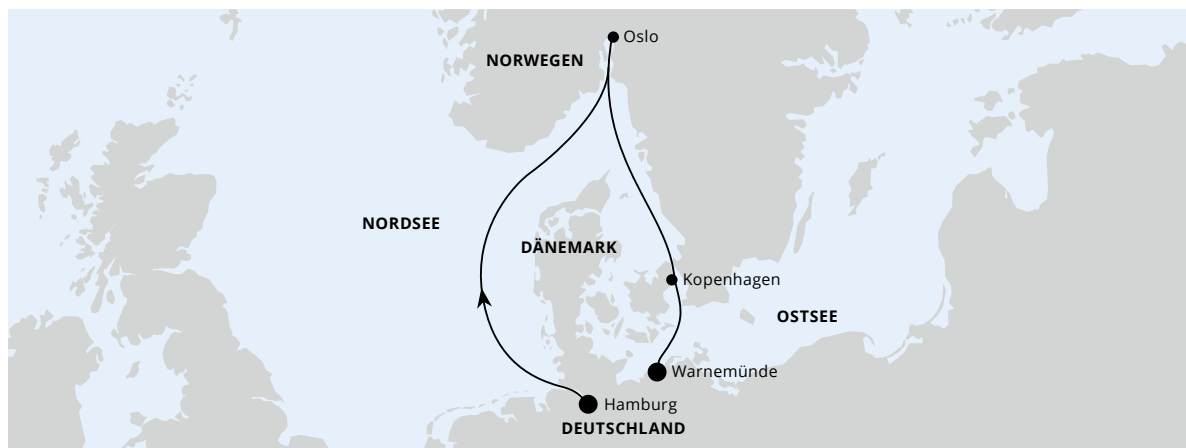 Oslo
NORWEGEN
NORDSEE
DÄNEMARK
Kopenhagen
OSTSEE
Warnemünde
Hamburg
DEUTSCHLAND